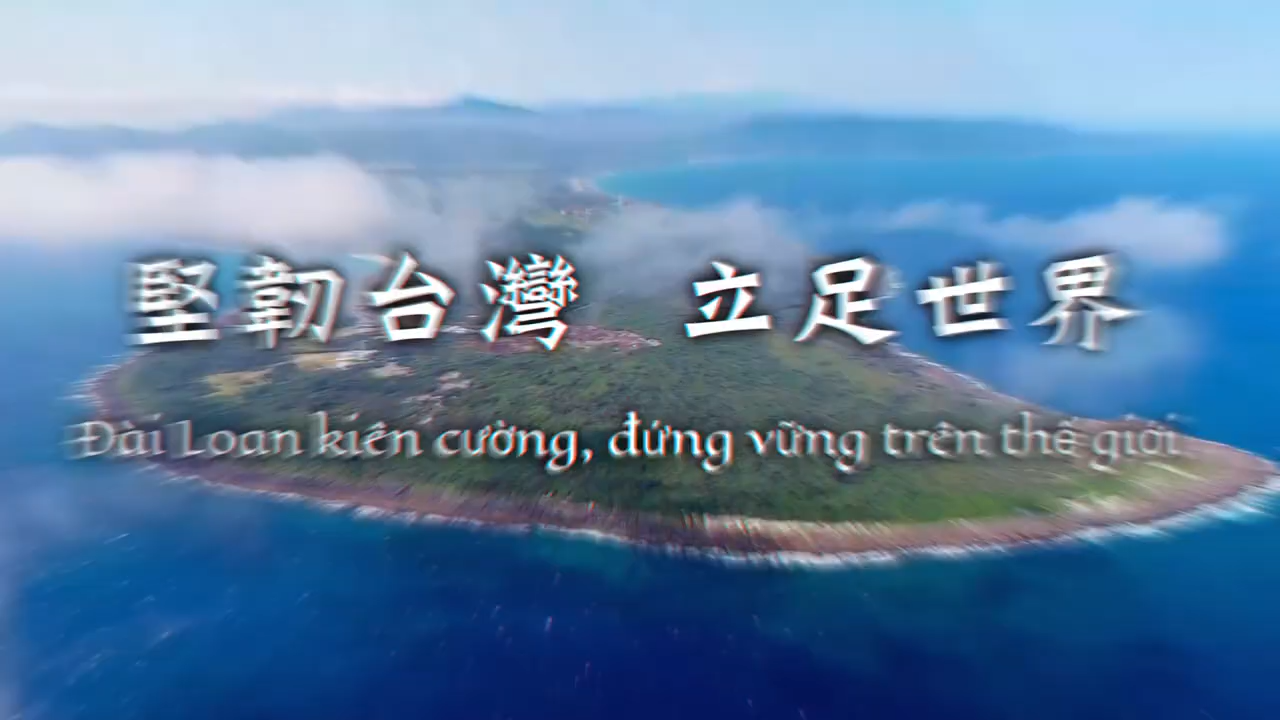 堅韌台灣 立足世界
Đài Loan kiên cường, đứng vững trên thế giới